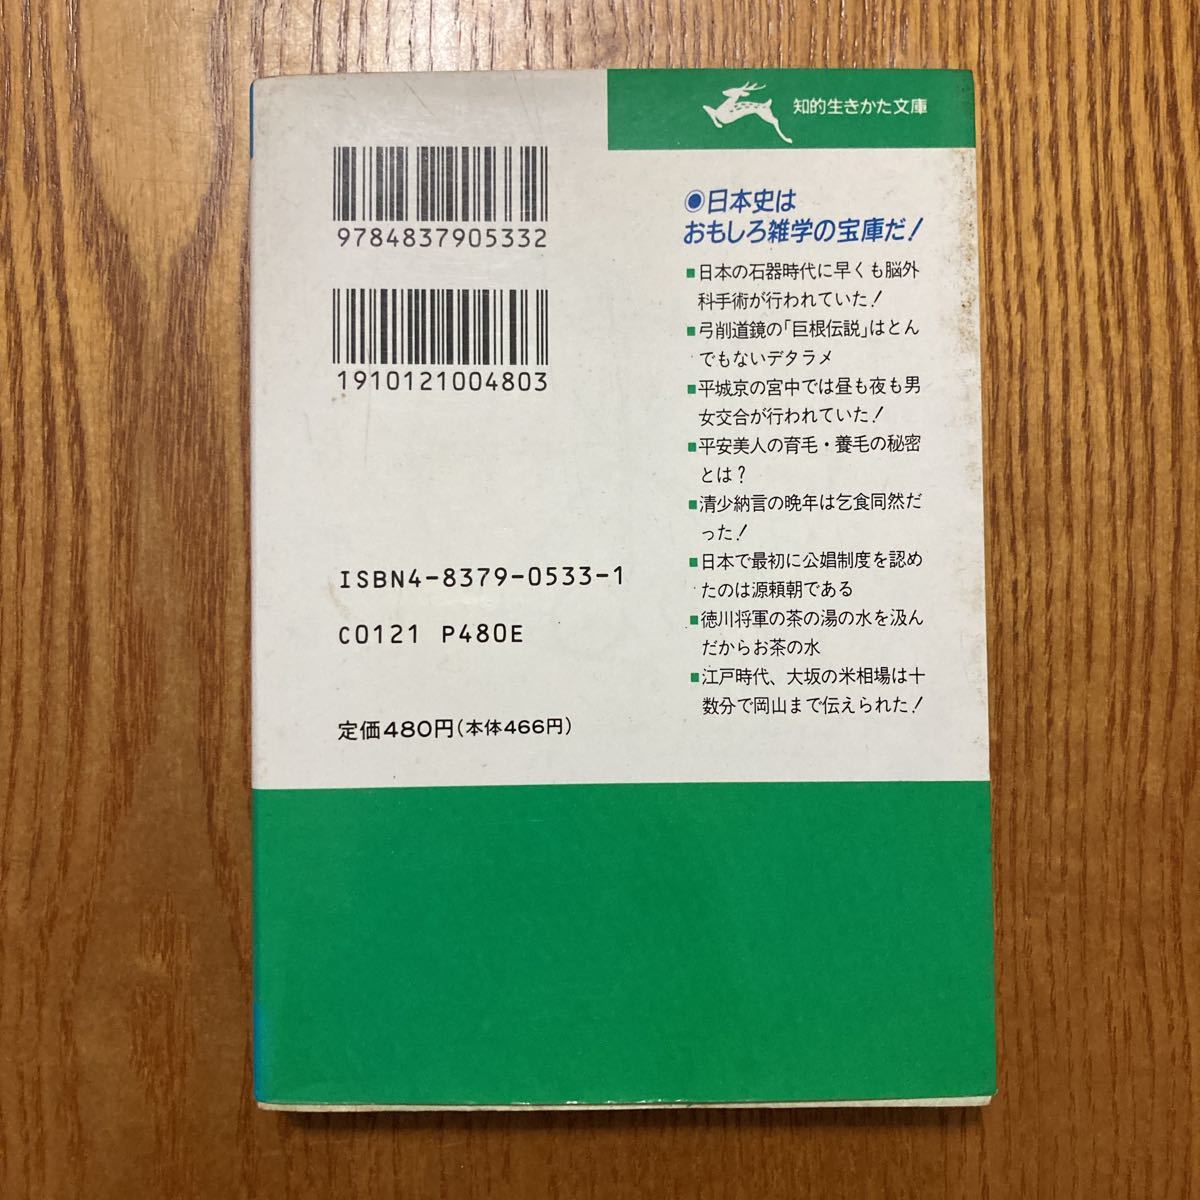 知的生きかた文庫
9784837905332
1910121004803
ISBN4-8379-0533-1
C0121 P480E
定価480円(本体466円)
◉日本史は
おもしろ雑学の宝庫だ!
■日本の石器時代に早くも脳外
科手術が行われていた!
■弓削道鏡の「巨根伝説」はとん
でもないデタラメ
■平城京の宮中では昼も夜も男
女交合が行われていた!
■平安美人の育毛・養毛の秘密
とは?
■清少納言の晩年は乞食同然だ
った!
■日本で最初に公娼制度を認め
たのは源頼朝である
■徳川将軍の茶の湯の水を汲ん
だからお茶の水
■江戸時代、大坂の米相場は十
数分で岡山まで伝えられた!